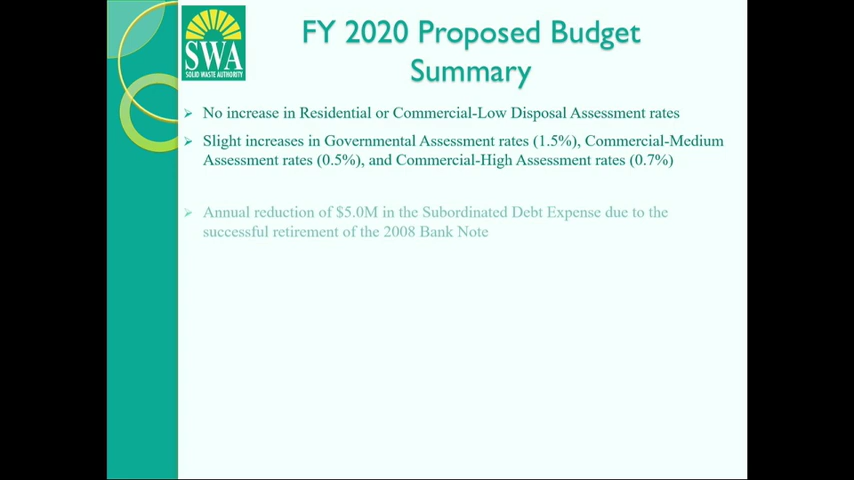 SWA
SOLID WASTE AUTHORITY
FY 2020 Proposed Budget
Summary
No increase in Residential or Commercial-Low Disposal Assessment rates
Slight increases in Governmental Assessment rates (1.5%), Commercial-Medium
Assessment rates (0.5%), and Commercial-High Assessment rates (0.7%)
Annual reduction of $5.0M in the Subordinated Debt Expense due to the
successful retirement of the 2008 Bank Note